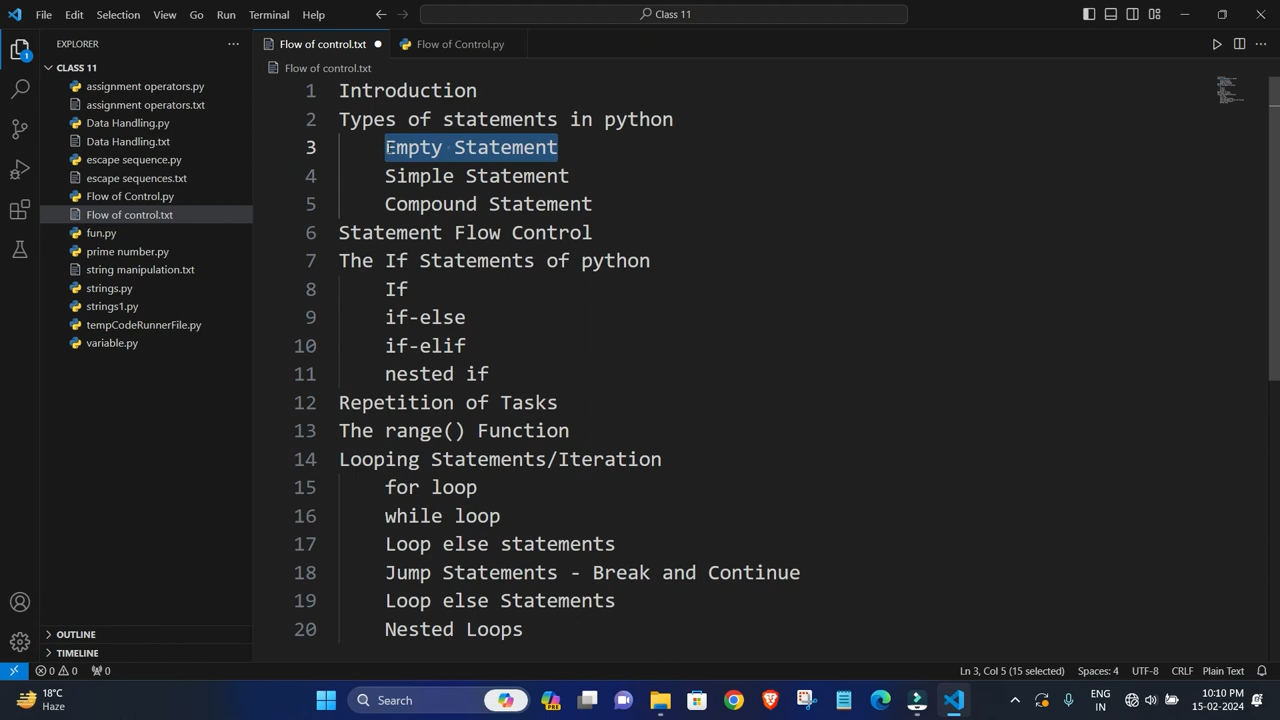 File Edit Selection View Go Run Terminal Help
Class 11
EXPLORER
Flow of control.txt
Flow of Control.py
CLASS 11
Flow of control.txt
assignment operators.py
assignment operators.txt
Data Handling.py
Data Handling.txt
escape sequence.py
escape sequences.txt
Flow of Control.py
Flow of control.txt
fun.py
prime number.py
string manipulation.txt
strings.py
strings1.py
tempCodeRunnerFile.py
variable.py
1 Introduction
2 Types of statements in python
3 Empty Statement
4 Simple Statement
5 Compound Statement
6 Statement Flow Control
7 The If Statements of python
8 If
9 if-else
10 if-elif
11 nested if
12 Repetition of Tasks
13 The range() Function
14 Looping Statements/Iteration
15 for loop
16 while loop
17 Loop else statements
18 Jump Statements - Break and Continue
19 Loop else Statements
20 Nested Loops
OUTLINE
TIMELINE
1
0 0 0
Ln 3, Col 5 (15 selected) Spaces: 4 UTF-8 CRLF Plain Text
18°C
Haze
Search
PRE
ENG
IN
10:10 PM
15-02-2024